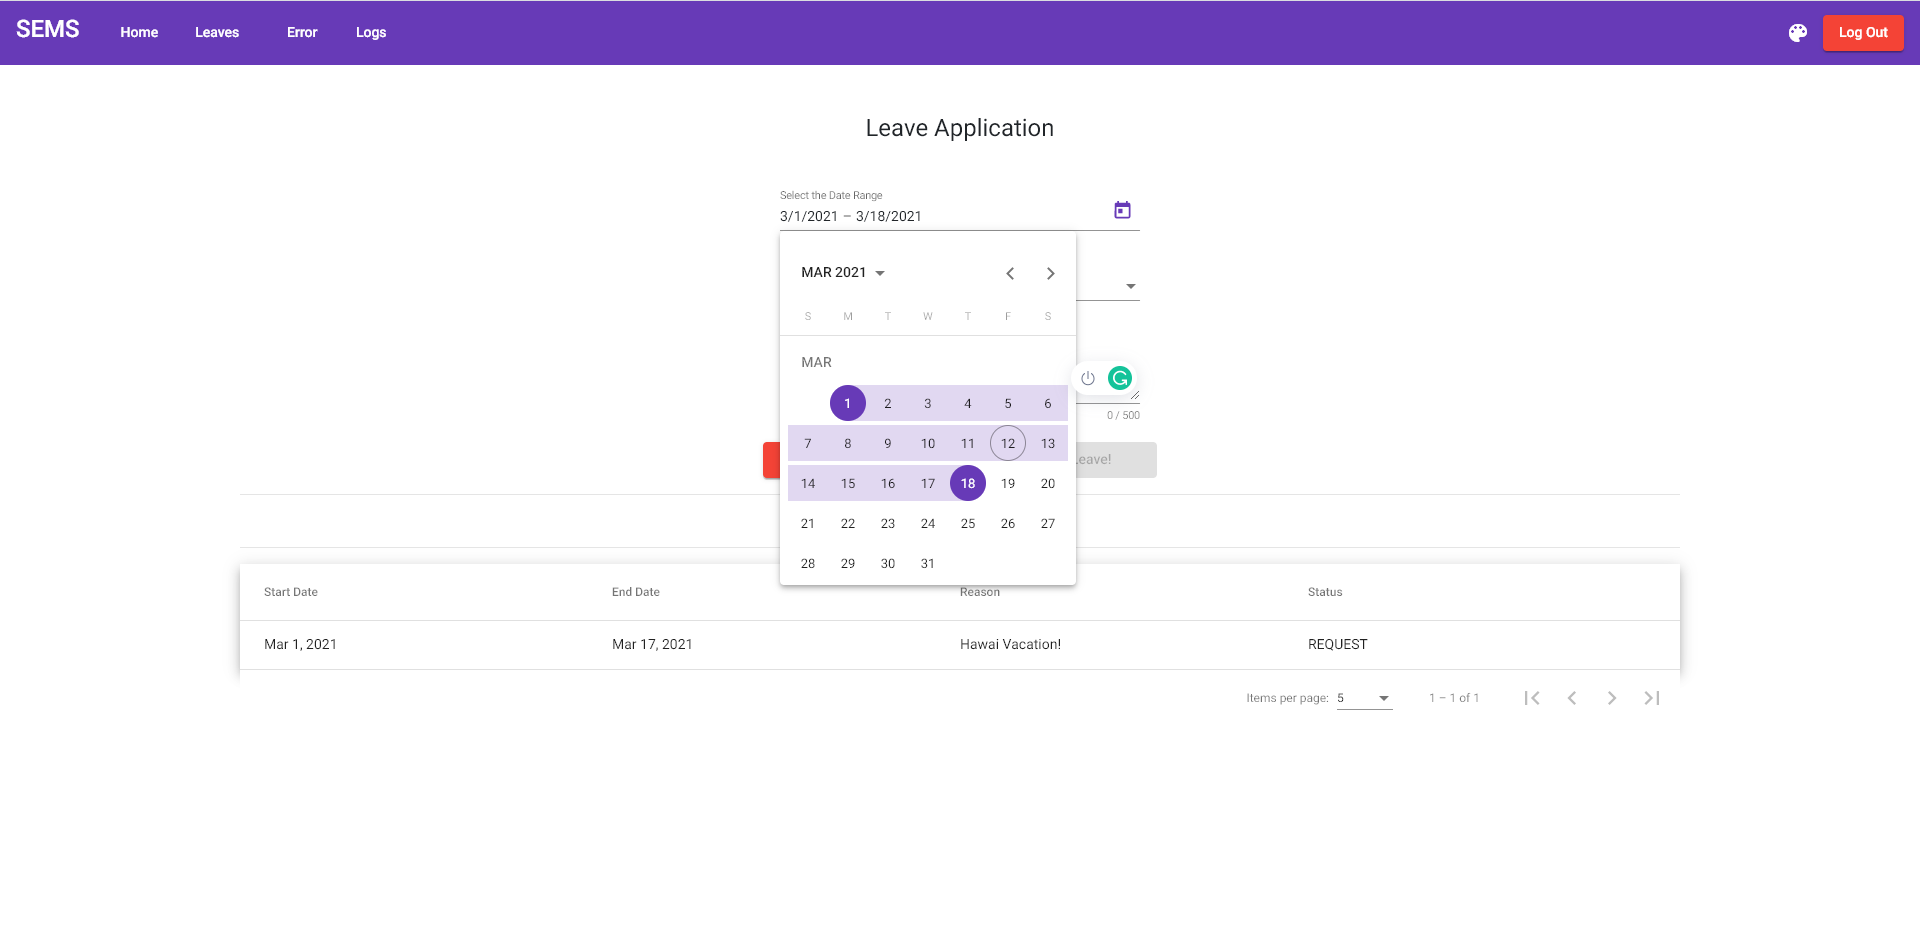 SEMS Home Leaves Error Logs Log Out
Leave Application
Select the Date Range
3/1/2021 – 3/18/2021
MAR 2021
S M T W T F S
MAR
1 2 3 4 5 6
0 / 500
7 8 9 10 11 12 13
eave!
14 15 16 17 18 19 20
21 22 23 24 25 26 27
28 29 30 31
Start Date End Date Reason Status
Mar 1, 2021 Mar 17, 2021 Hawai Vacation! REQUEST
Items per page: 5 1 – 1 of 1